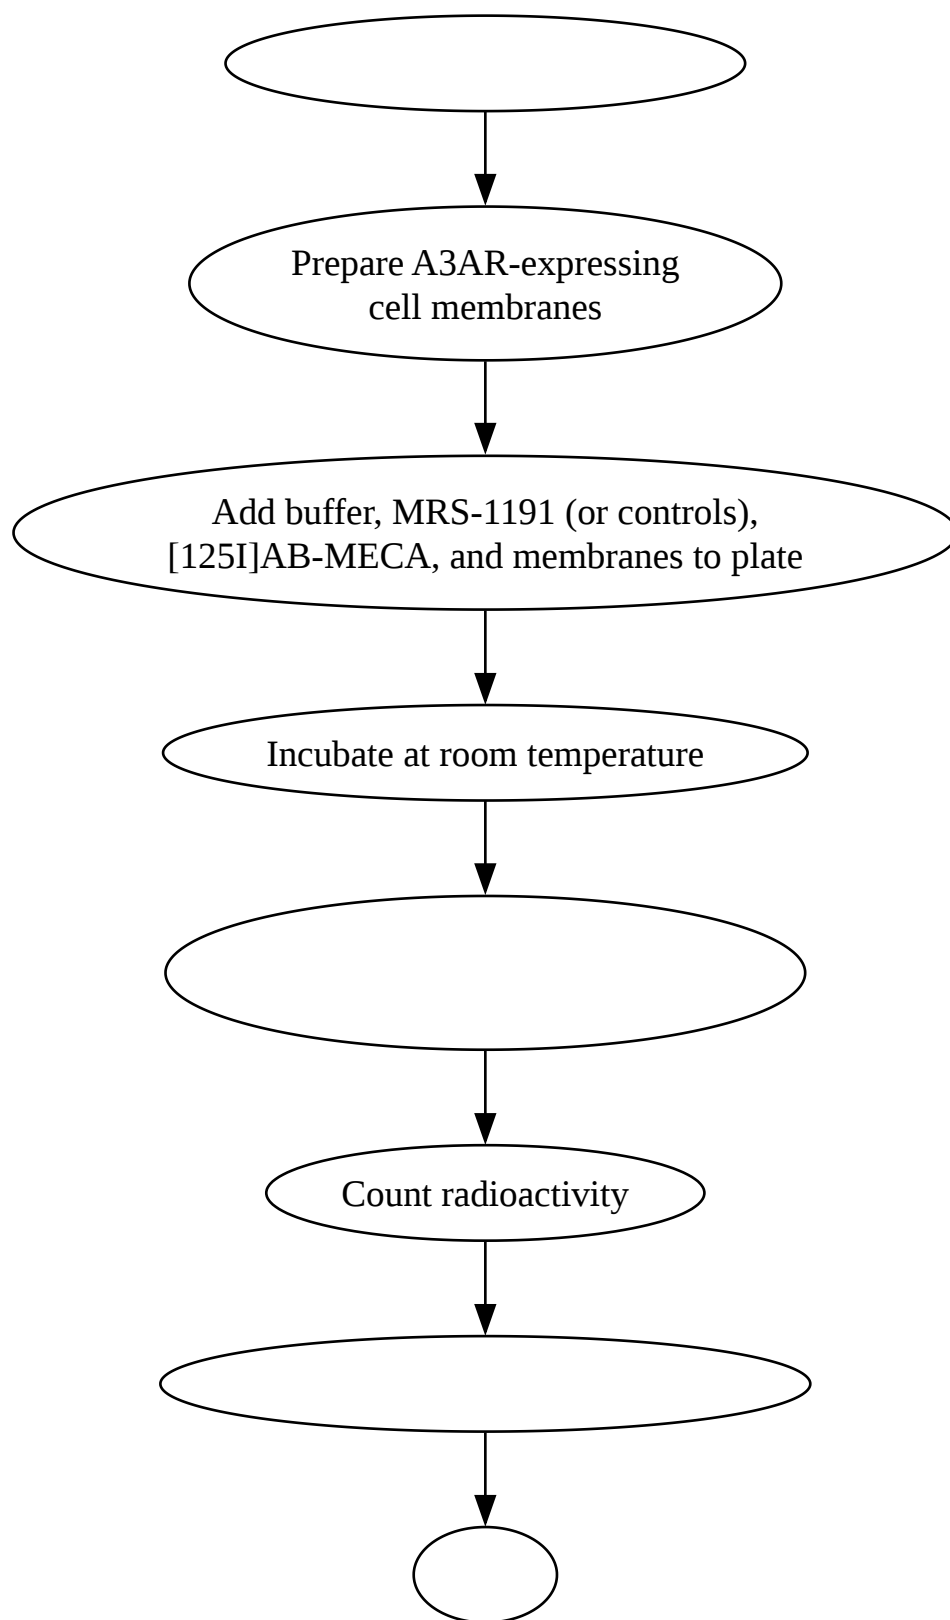 Prepare A3AR-expressing
cell membranes
Add buffer, MRS-1191 (or controls),
[125I]AB-MECA, and membranes to plate
Incubate at room temperature
Count radioactivity